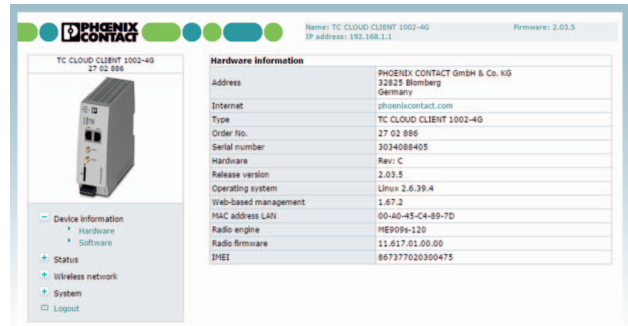 PHŒNIX
CONTACT
Name: TC CLOUD CLIENT 1002-4G
IP address: 192.168.1.1
Firmware: 2.03.5
TC CLOUD CLIENT 1002-4G
27 02 886
Device information
Hardware
Software
Status
Wireless network
System
Logout
Hardware information
Address PHOENIX CONTACT GmbH & Co. KG
32825 Blomberg
Germany
Internet phoenixcontact.com
Type TC CLOUD CLIENT 1002-4G
Order No. 27 02 886
Serial number 3034088405
Hardware Rev: C
Release version 2.03.5
Operating system Linux 2.6.39.4
Web-based management 1.67.2
MAC address LAN 00-A0-45-C4-89-7D
Radio engine ME909s-120
Radio firmware 11.617.01.00.00
IMEI 867377020300475